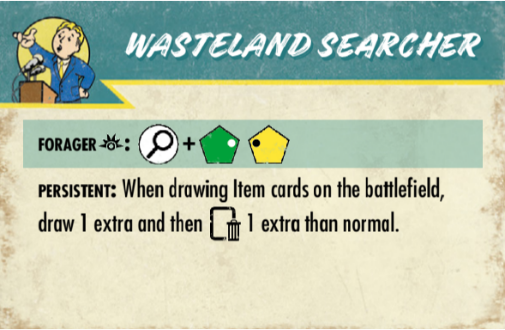 WASTELAND SEARCHER
FORAGER : +
PERSISTENT: When drawing Item cards on the battlefield,
draw 1 extra and then 1 extra than normal.